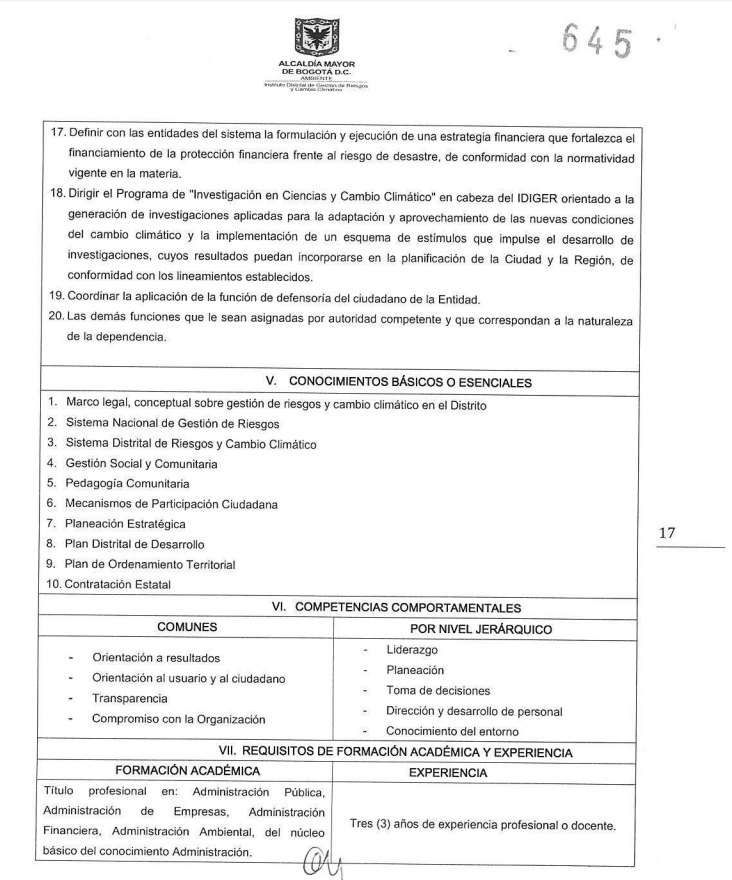 645
ALCALDÍA MAYOR
DE BOGOTÁ D.C.
AMBIENTE
Instituto Distrital de Gestión de Riesgos
y Cambio Climático
17. Definir con las entidades del sistema la formulación y ejecución de una estrategia financiera que fortalezca el
financiamiento de la protección financiera frente al riesgo de desastre, de conformidad con la normatividad
vigente en la materia.
18. Dirigir el Programa de "Investigación en Ciencias y Cambio Climático" en cabeza del IDIGER orientado a la
generación de investigaciones aplicadas para la adaptación y aprovechamiento de las nuevas condiciones
del cambio climático y la implementación de un esquema de estímulos que impulse el desarrollo de
investigaciones, cuyos resultados puedan incorporarse en la planificación de la Ciudad y la Región, de
conformidad con los lineamientos establecidos.
19. Coordinar la aplicación de la función de defensoría del ciudadano de la Entidad.
20. Las demás funciones que le sean asignadas por autoridad competente y que correspondan a la naturaleza
de la dependencia.
V. CONOCIMIENTOS BÁSICOS O ESENCIALES
1. Marco legal, conceptual sobre gestión de riesgos y cambio climático en el Distrito
2. Sistema Nacional de Gestión de Riesgos
3. Sistema Distrital de Riesgos y Cambio Climático
4. Gestión Social y Comunitaria
5. Pedagogía Comunitaria
6. Mecanismos de Participación Ciudadana
7. Planeación Estratégica
8. Plan Distrital de Desarrollo
9. Plan de Ordenamiento Territorial
10. Contratación Estatal
17
VI. COMPETENCIAS COMPORTAMENTALES
COMUNES
- Orientación a resultados
- Orientación al usuario y al ciudadano
- Transparencia
- Compromiso con la Organización
POR NIVEL JERÁRQUICO
- Liderazgo
- Planeación
- Toma de decisiones
- Dirección y desarrollo de personal
- Conocimiento del entorno
VII. REQUISITOS DE FORMACIÓN ACADÉMICA Y EXPERIENCIA
FORMACIÓN ACADÉMICA
Título profesional en: Administración Pública,
Administración de Empresas, Administración
Financiera, Administración Ambiental, del núcleo
básico del conocimiento Administración.
EXPERIENCIA
Tres (3) años de experiencia profesional o docente.